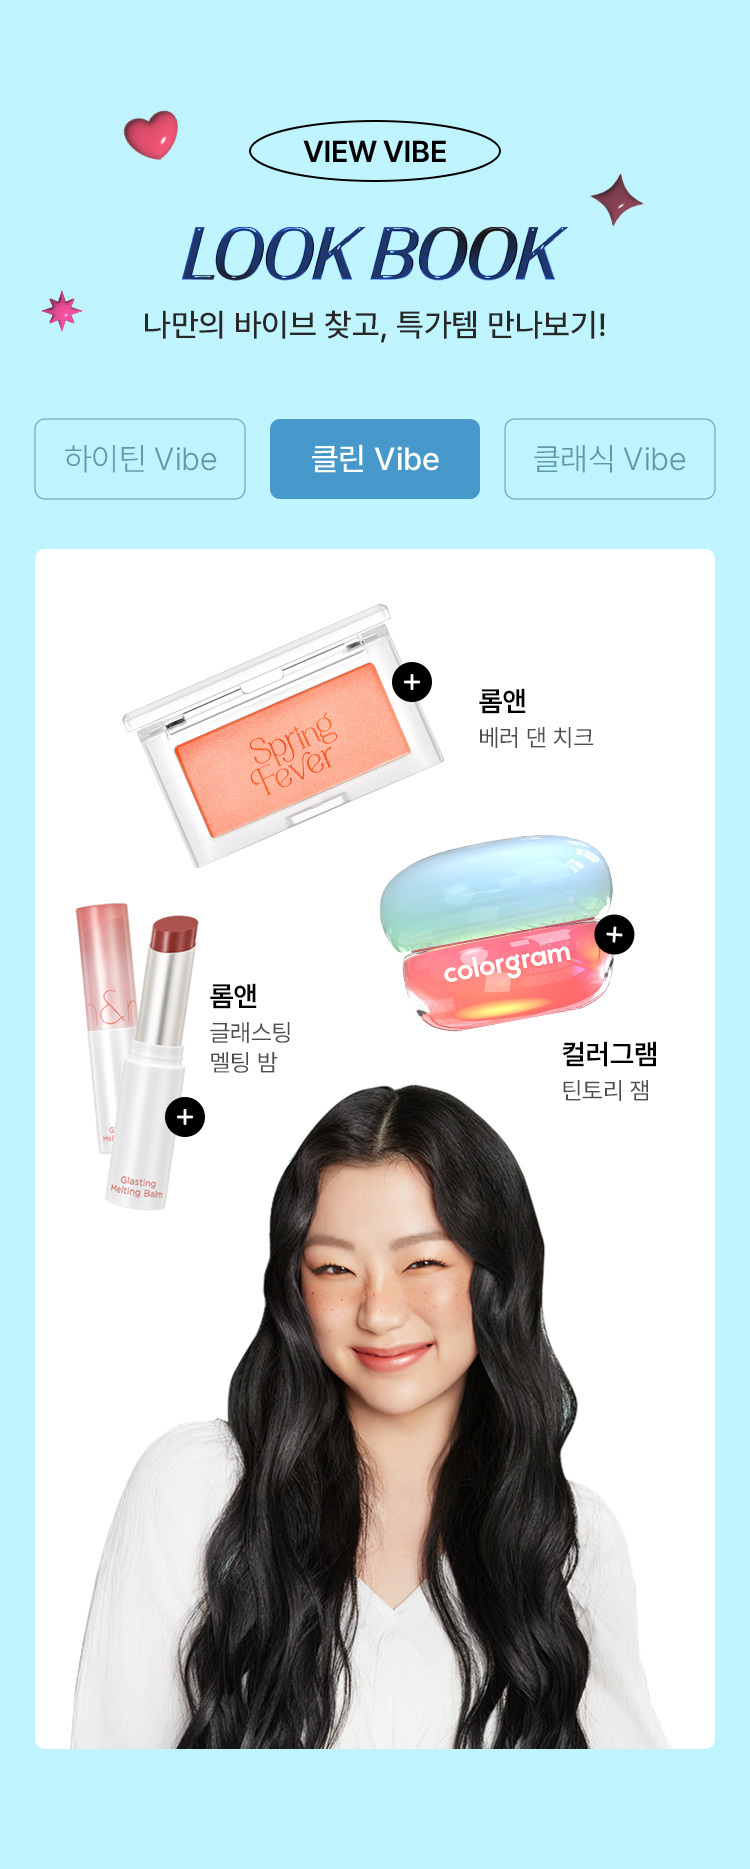 VIEW VIBE
LOOK BOOK
나만의 바이브 찾고, 특가템 만나보기!
하이틴 Vibe
클린 Vibe
클래식 Vibe
롬앤
베러 댄 치크
Spring
Fever
colorgram
롬앤
글래스팅
멜팅 밤
컬러그램
틴토리 잼
n&r
G
Mel
Glasting
Melting Balm